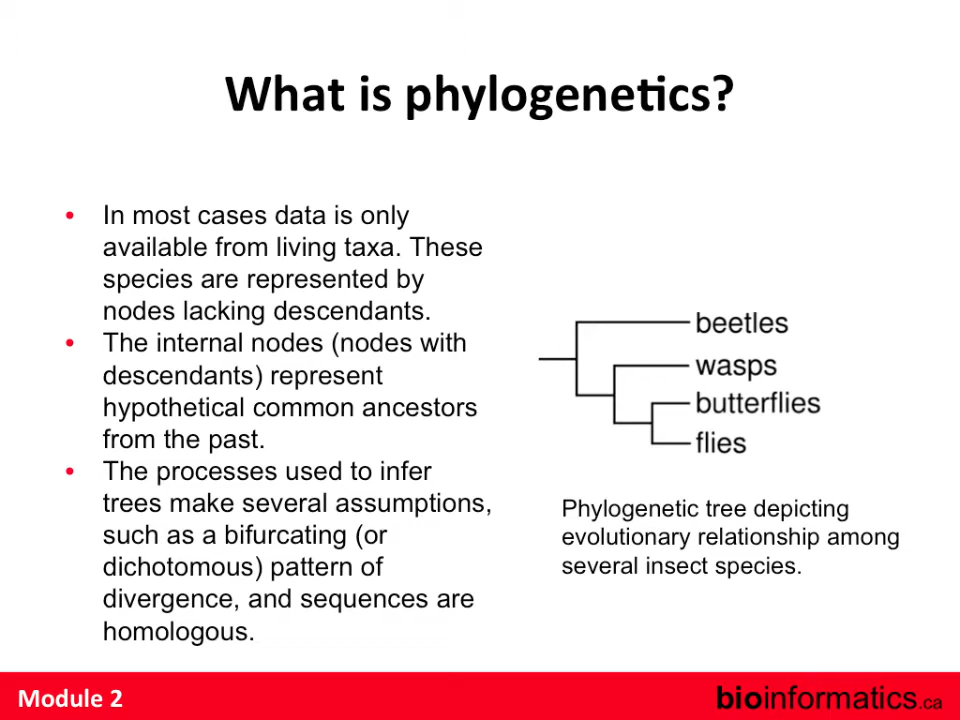 What is phylogenetics?
• In most cases data is only
available from living taxa. These
species are represented by
nodes lacking descendants.
• The internal nodes (nodes with
descendants) represent
hypothetical common ancestors
from the past.
• The processes used to infer
trees make several assumptions,
such as a bifurcating (or
dichotomous) pattern of
divergence, and sequences are
homologous.
beetles
wasps
butterflies
flies
Phylogenetic tree depicting
evolutionary relationship among
several insect species.
Module 2
bioinformatics.ca